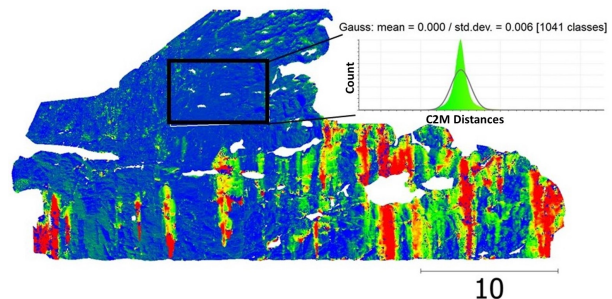 Gauss: mean = 0.000 / std.dev. = 0.006 [1041 classes]
Count
C2M Distances
10